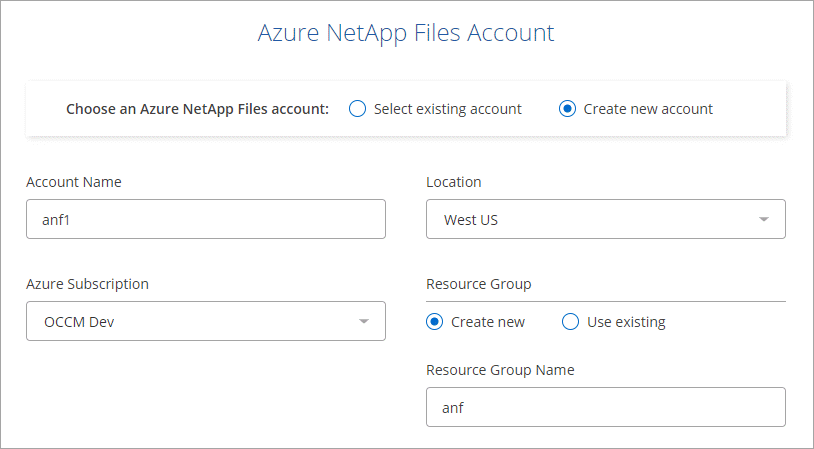 Azure NetApp Files Account
Choose an Azure NetApp Files account: Select existing account Create new account
Account Name
anf1
Location
West US
Azure Subscription
OCCM Dev
Resource Group
Create new Use existing
Resource Group Name
anf